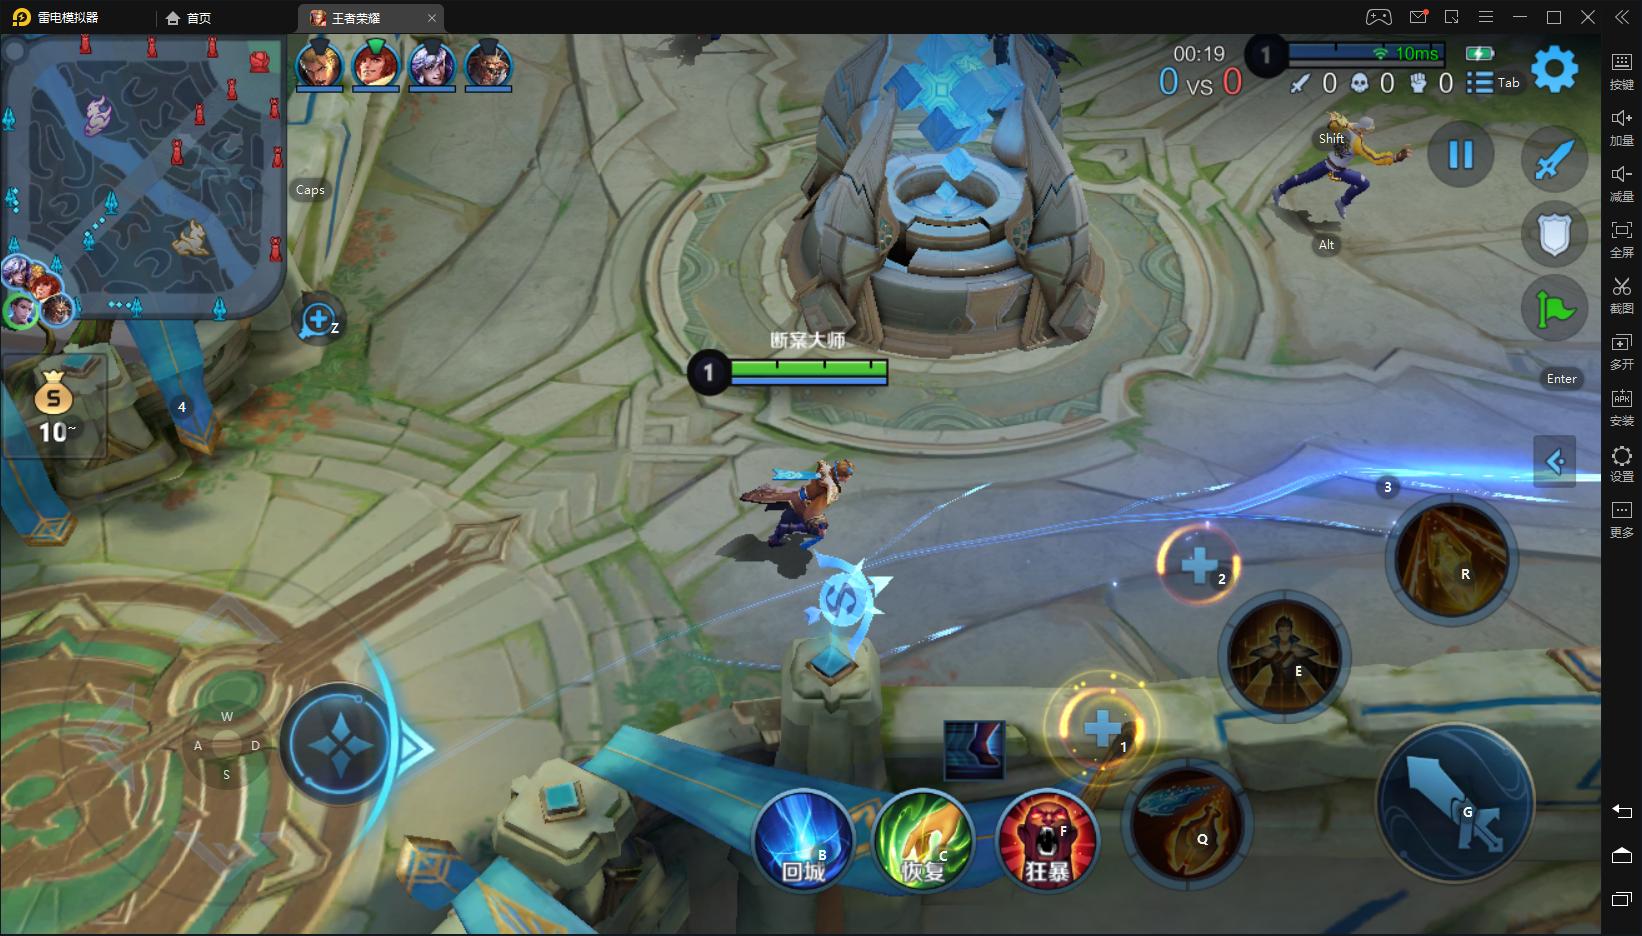 雷电模拟器
首页
王者荣耀
00:19
0 VS 0
1
10ms
0 0 0
Tab
按键
加量
减量
全屏
截图
多开
安装
设置
更多
APK
Shift
Alt
Caps
Enter
Z
断案大师
1
S
10~
4
3
2
1
R
E
Q
G
W
A
D
S
B
回城
C
恢复
F
狂暴